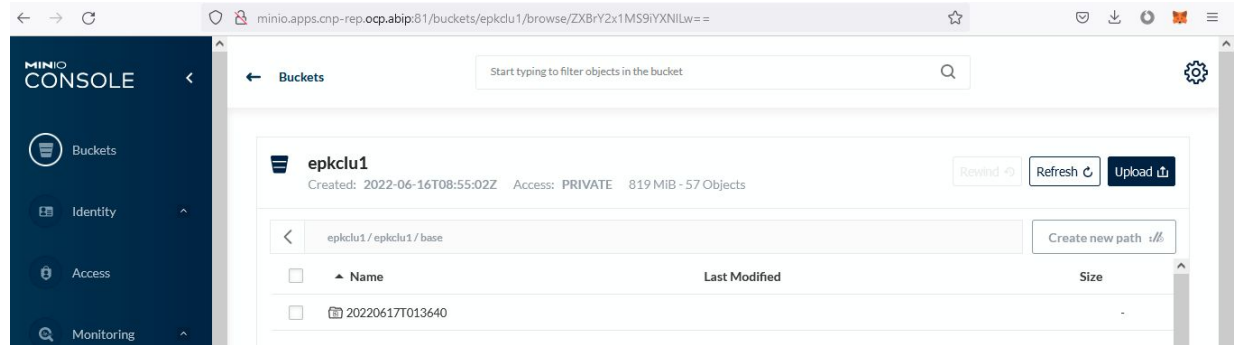 minio.apps.cnp-rep.ocp.abip:81/buckets/epkclu1/browse/ZXBrY2x1MS9iYXNlLw==
MINIO
CONSOLE
Buckets
Start typing to filter objects in the bucket
Buckets
epkclu1
Created: 2022-06-16T08:55:02Z Access: PRIVATE 819 MiB - 57 Objects
Rewind
Refresh
Upload
Identity
epkclu1 / epkclu1 / base
Create new path
Access
Name Last Modified Size
20220617T013640 -
Monitoring